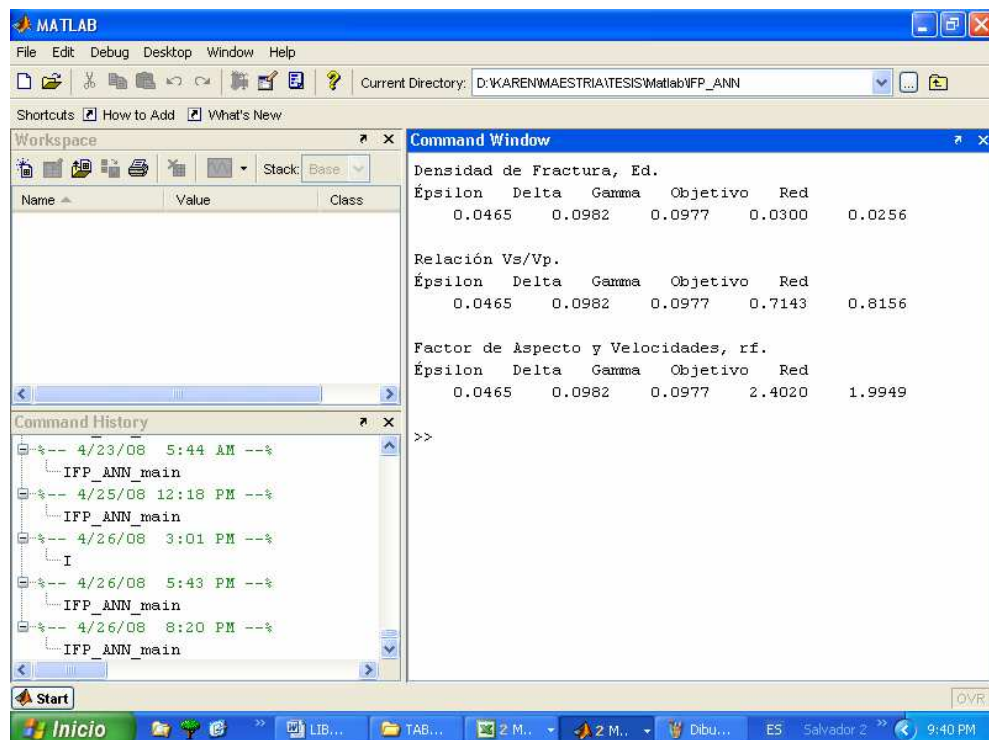 MATLAB
File Edit Debug Desktop Window Help
Current Directory: D:\KAREN\MAESTRIA\TESIS\Matlab\IFP_ANN
Shortcuts How to Add What's New
Workspace
Stack: Base
Name Value Class
Command History
%-- 4/23/08 5:44 AM --%
IFP_ANN_main
%-- 4/25/08 12:18 PM --%
IFP_ANN_main
%-- 4/26/08 3:01 PM --%
I
%-- 4/26/08 5:43 PM --%
IFP_ANN_main
%-- 4/26/08 8:20 PM --%
IFP_ANN_main
Command Window
Densidad de Fractura, Ed.
Épsilon Delta Gamma Objetivo Red
0.0465 0.0982 0.0977 0.0300 0.0256
Relación Vs/Vp.
Épsilon Delta Gamma Objetivo Red
0.0465 0.0982 0.0977 0.7143 0.8156
Factor de Aspecto y Velocidades, rf.
Épsilon Delta Gamma Objetivo Red
0.0465 0.0982 0.0977 2.4020 1.9949
>>
Start
OVR
Inicio » LIB... TAB... 2 M.. 2 M.. Dibu... ES Salvador 2 » 9:40 PM